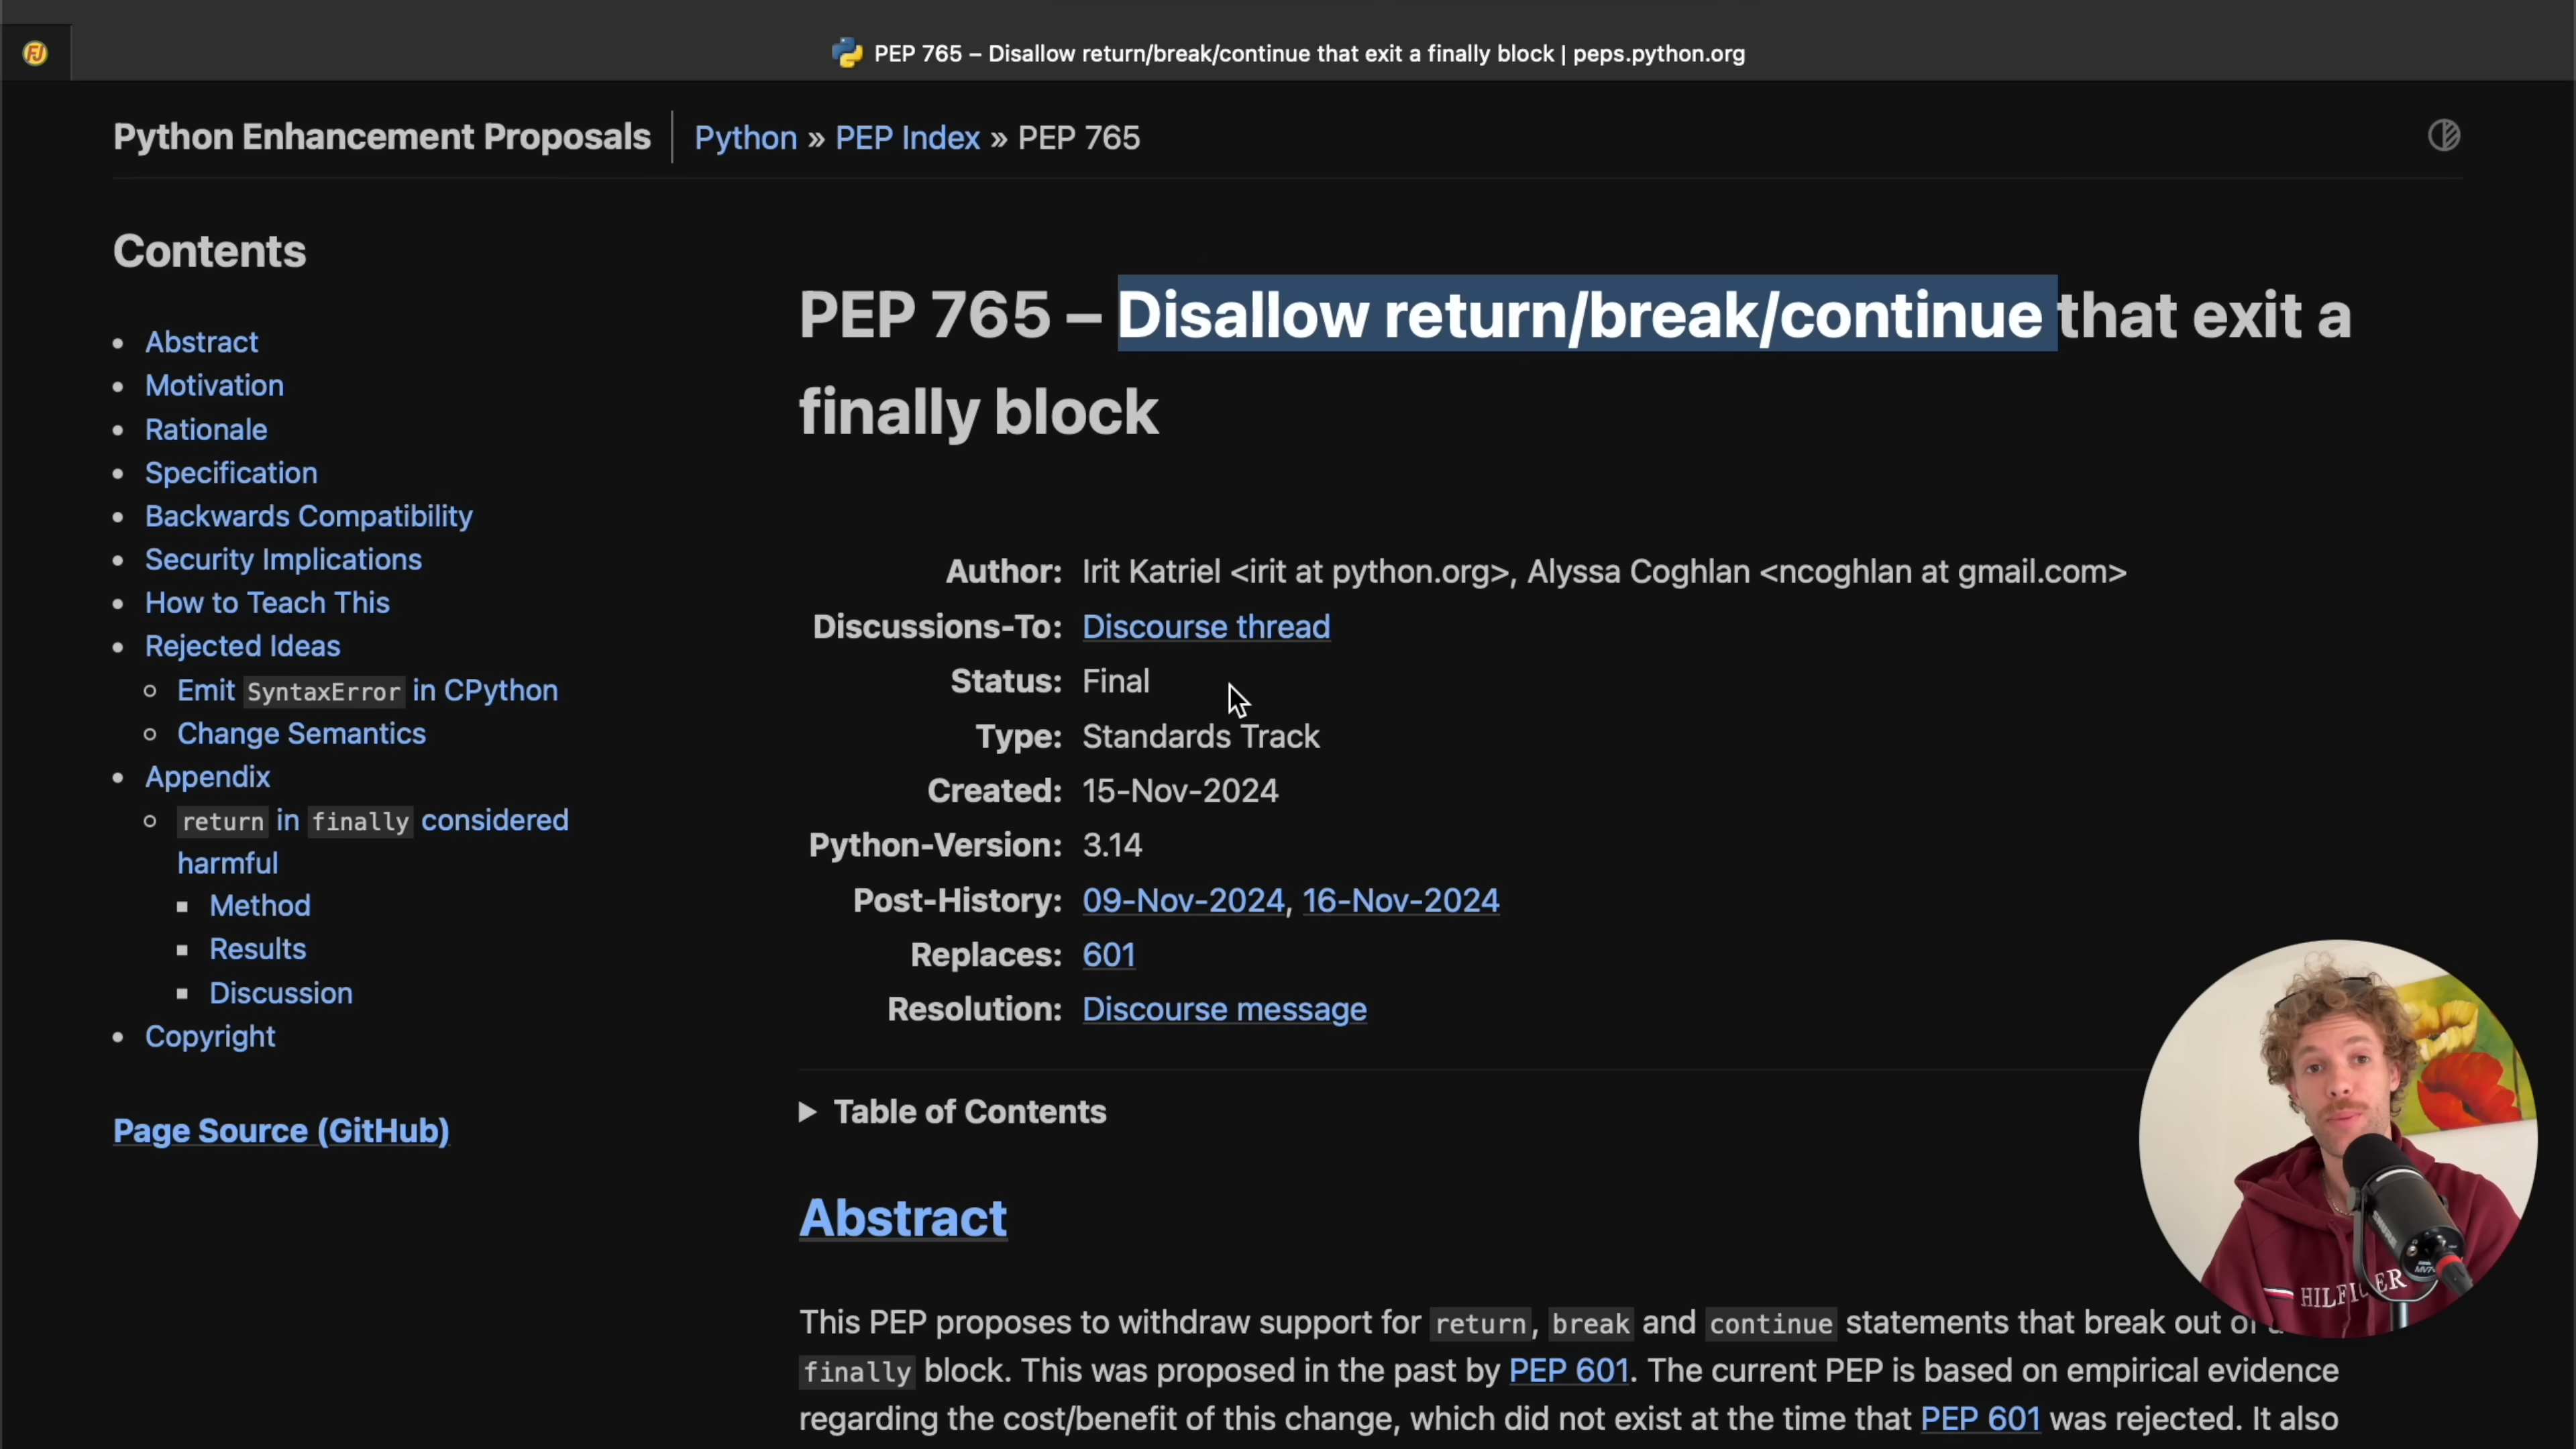 FJ
PEP 765 – Disallow return/break/continue that exit a finally block | peps.python.org
Python Enhancement Proposals
Python » PEP Index » PEP 765
Contents
• Abstract
• Motivation
• Rationale
• Specification
• Backwards Compatibility
• Security Implications
• How to Teach This
• Rejected Ideas
Emit SyntaxError in CPython
Change Semantics
• Appendix
return in finally considered
harmful
Method
Results
Discussion
• Copyright
Page Source (GitHub)
PEP 765 – Disallow return/break/continue that exit a
finally block
Author: Irit Katriel <irit at python.org>, Alyssa Coghlan <ncoghlan at gmail.com>
Discussions-To: Discourse thread
Status: Final
Type: Standards Track
Created: 15-Nov-2024
Python-Version: 3.14
Post-History: 09-Nov-2024, 16-Nov-2024
Replaces: 601
Resolution: Discourse message
Table of Contents
Abstract
This PEP proposes to withdraw support for return, break and continue statements that break out of
finally block. This was proposed in the past by PEP 601. The current PEP is based on empirical evidence
regarding the cost/benefit of this change, which did not exist at the time that PEP 601 was rejected. It also